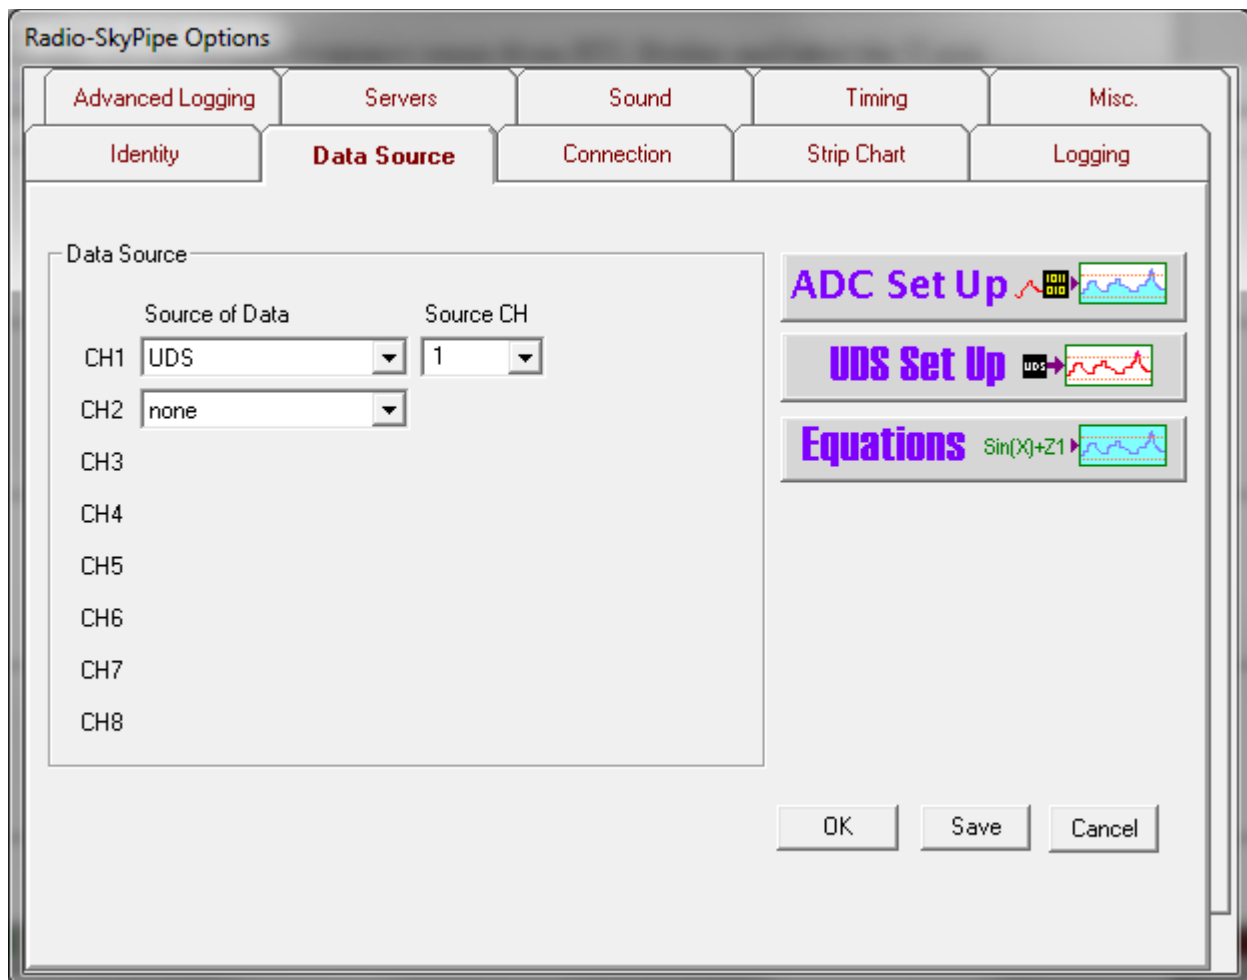 Radio-SkyPipe Options
Advanced Logging Servers Sound Timing Misc.
Identity Data Source Connection Strip Chart Logging
Data Source
Source of Data Source CH
CH1 UDS 1
CH2 none
CH3
CH4
CH5
CH6
CH7
CH8
ADC Set Up 1011 010
UDS Set Up UDS
Equations Sin(X)+Z1
OK Save Cancel